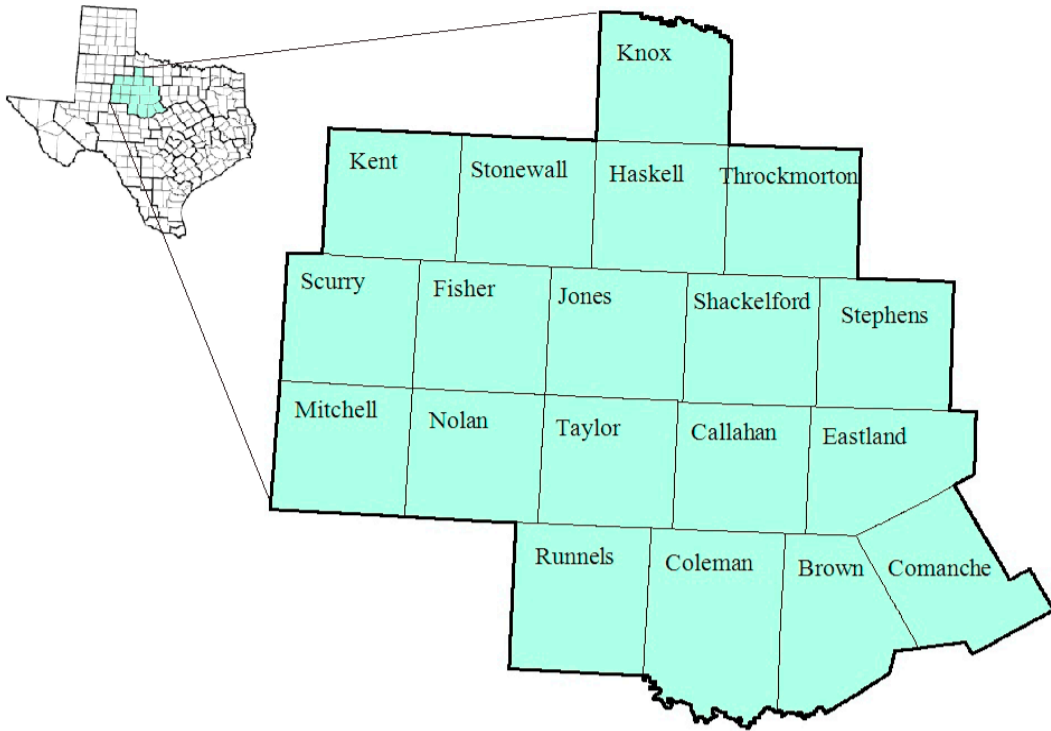 Knox
Kent
Stonewall
Haskell
Throckmorton
Scurry
Fisher
Jones
Shackelford
Stephens
Mitchell
Nolan
Taylor
Callahan
Eastland
Runnels
Coleman
Brown
Comanche